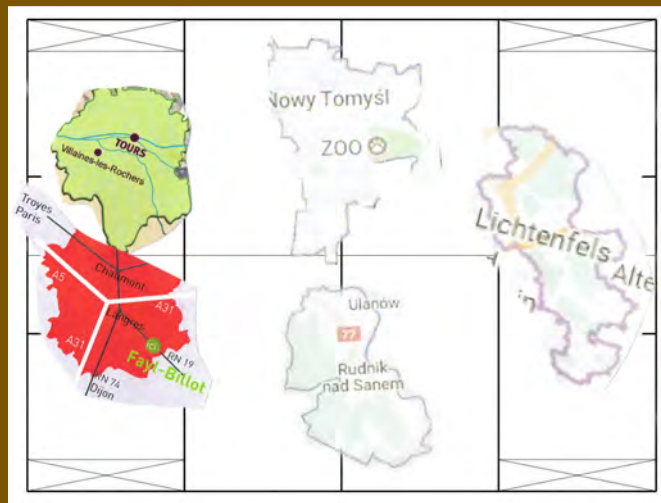 TOURS
Villaines-les-Rochers
Troyes
Paris
Chaumont
A5
A31
Langres
A31
RN 19
Fayl-Billot
RN 74
Dijon
Nowy Tomyśl
ZOO
Ulanów
77
Rudnik
nad Sanem
Lichtenfels
Alte